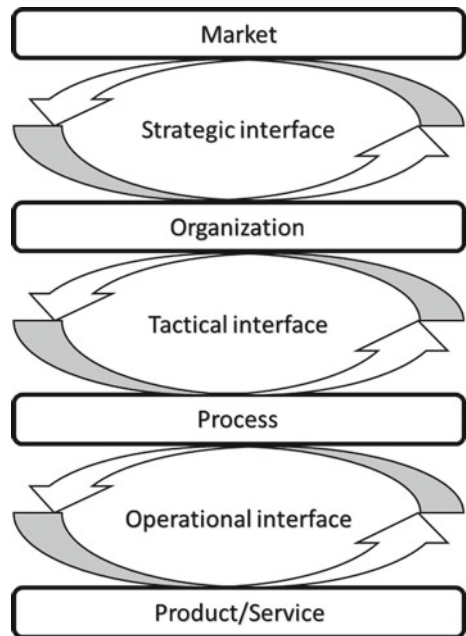 Market
Strategic interface
Organization
Tactical interface
Process
Operational interface
Product/Service